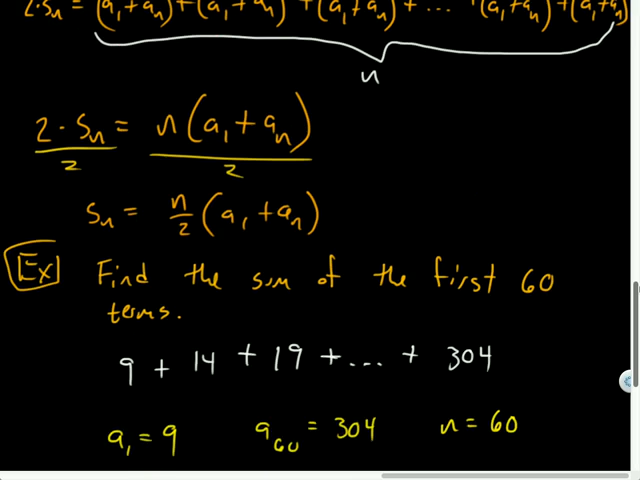 2·Sₙ = (a₁+aₙ)+(a₁+aₙ)+(a₁+aₙ)+ ... +(a₁+aₙ)+(a₁+aₙ)
n
2·Sₙ = n(a₁+aₙ)
2 2
Sₙ = n/2 (a₁+aₙ)
Ex Find the sum of the first 60
terms.
9 + 14 + 19 + ... + 304
a₁ = 9 a₆₀ = 304 n = 60